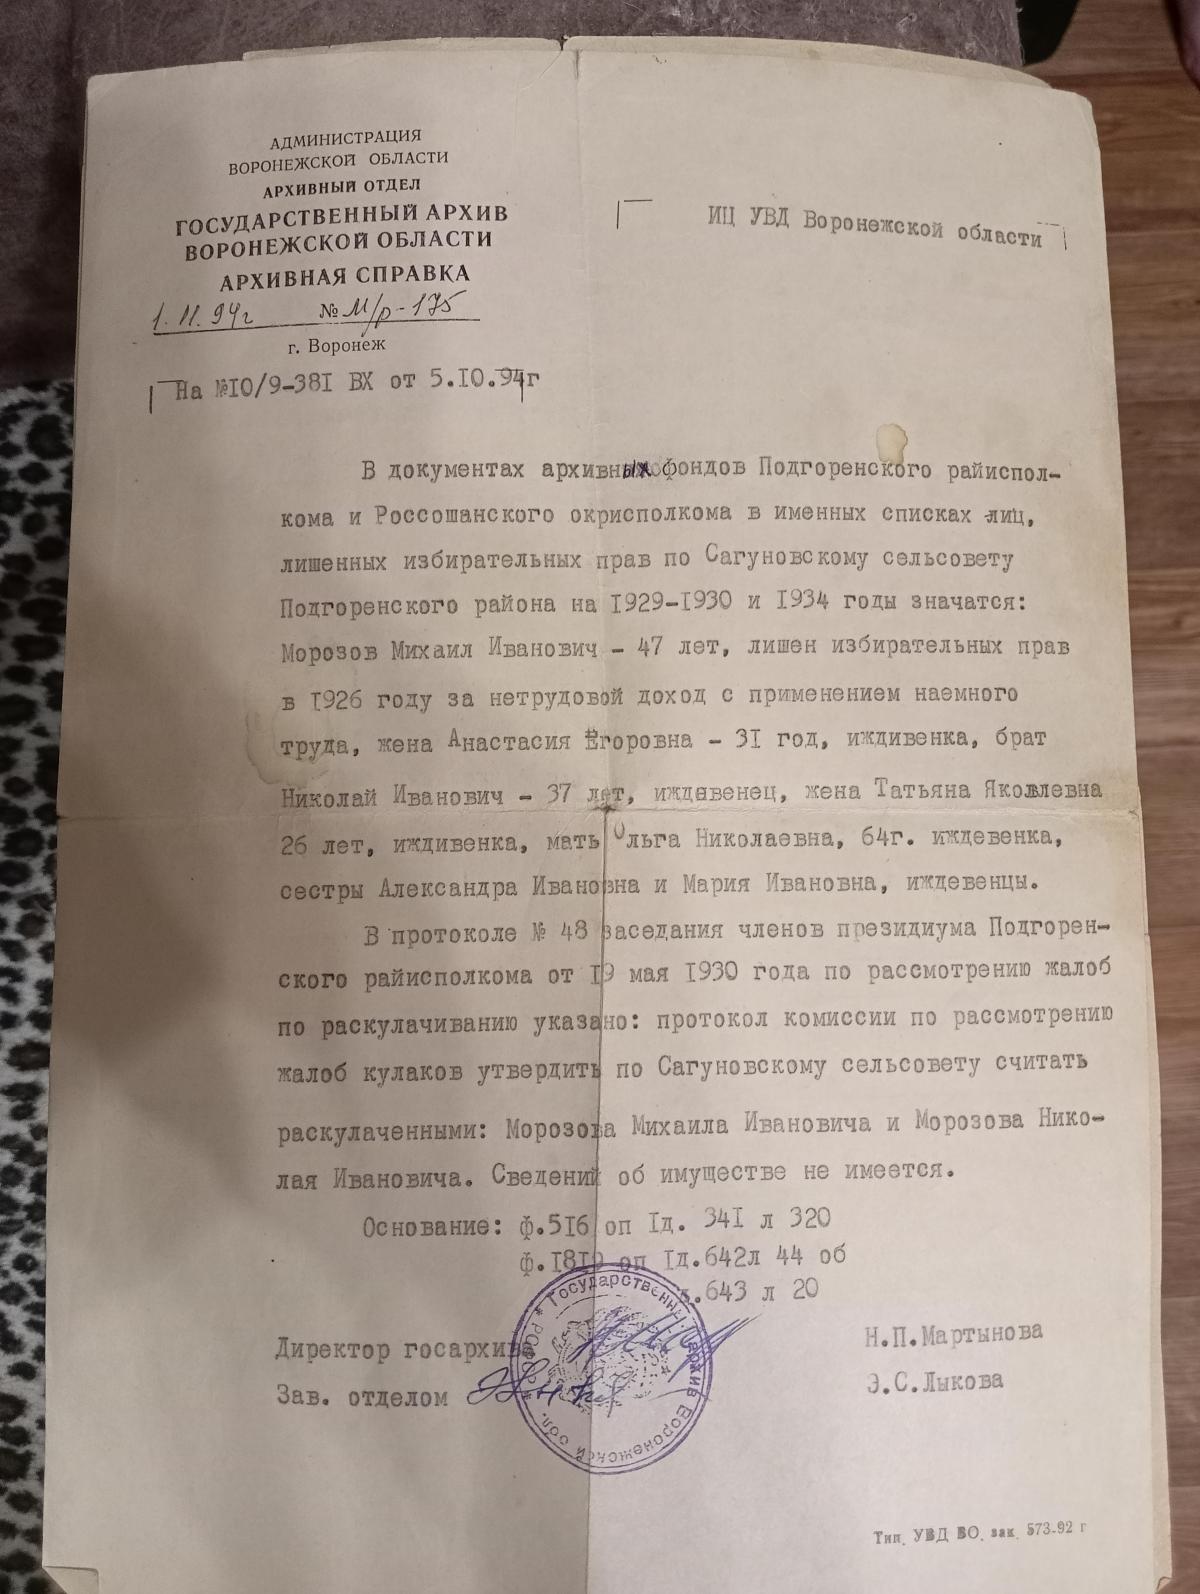 АДМИНИСТРАЦИЯ
ВОРОНЕЖСКОЙ ОБЛАСТИ
АРХИВНЫЙ ОТДЕЛ
ГОСУДАРСТВЕННЫЙ АРХИВ
ВОРОНЕЖСКОЙ ОБЛАСТИ
АРХИВНАЯ СПРАВКА
1.11.94г № М/р-175
г. Воронеж
На №10/9-381 ВХ от 5.10.94г
ИЦ УВД Воронежской области
В документах архивных фондов Подгоренского райиспол-
кома и Россошанского окрисполкома в именных списках лиц,
лишенных избирательных прав по Сагуновскому сельсовету
Подгоренского района на 1929-1930 и 1934 годы значатся:
Морозов Михаил Иванович - 47 лет, лишен избирательных прав
в 1926 году за нетрудовой доход с применением наемного
труда, жена Анастасия Егоровна - 31 год, иждивенка, брат
Николай Иванович - 37 лет, иждевенец, жена Татьяна Яковлевна
26 лет, иждивенка, мать Ольга Николаевна, 64г. иждевенка,
сестры Александра Ивановна и Мария Ивановна, иждевенцы.
В протоколе № 48 заседания членов президиума Подгорен-
ского райисполкома от 19 мая 1930 года по рассмотрению жалоб
по раскулачиванию указано: протокол комиссии по рассмотрению
жалоб кулаков утвердить по Сагуновскому сельсовету считать
раскулаченными: Морозова Михаила Ивановича и Морозова Нико-
лая Ивановича. Сведений об имуществе не имеется.
Основание: ф.516 оп 1д. 341 л 320
ф.1819 оп 1д.642л 44 об
д.643 л 20
Директор госархива Н.П.Мартынова
Зав. отделом Э.С.Лыкова
* Государственный архив Воронежской обл. * РСФСР
Тип. УВД ВО. зак. 573-92 г